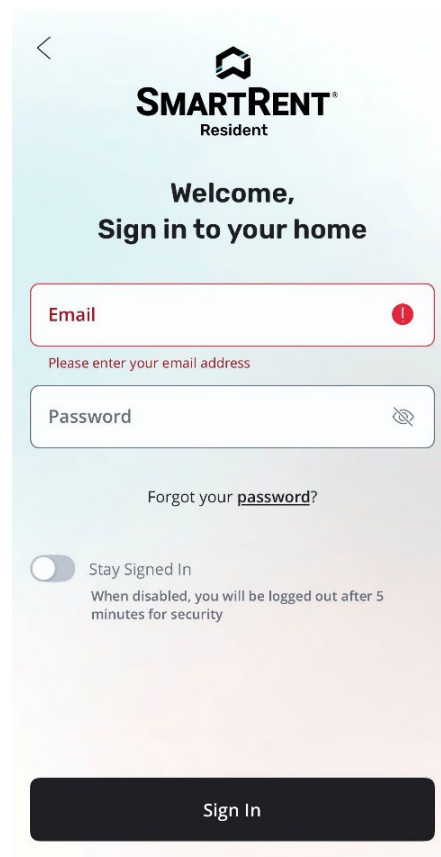 SMARTRENT®
Resident
Welcome,
Sign in to your home
Email
Please enter your email address
Password
Forgot your password?
Stay Signed In
When disabled, you will be logged out after 5
minutes for security
Sign In